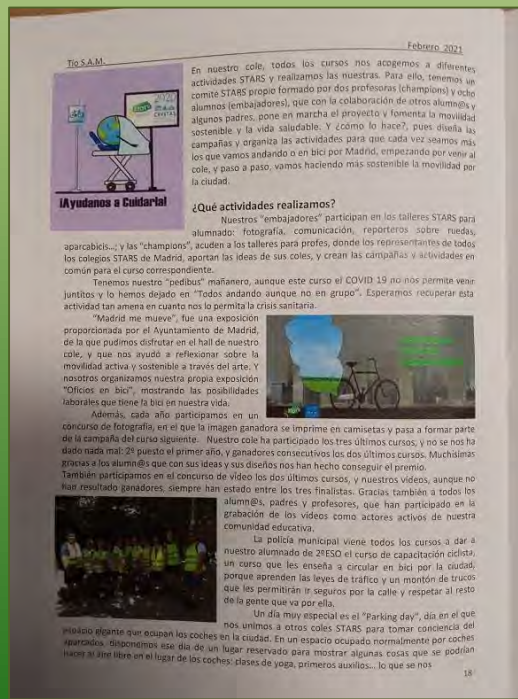 Tío S.A.M.
Febrero 2021
En nuestro cole, todos los cursos nos acogemos a diferentes
actividades STARS y realizamos las nuestras. Para ello, tenemos un
comité STARS propio formado por dos profesoras (champions) y ocho
alumnos (embajadores), que con la colaboración de otros alumn@s y
algunos padres, pone en marcha el proyecto y fomenta la movilidad
sostenible y la vida saludable. Y ¿cómo lo hace?, pues diseña las
campañas y organiza las actividades para que cada vez seamos más
los que vamos andando o en bici por Madrid, empezando por venir al
cole, y paso a paso, vamos haciendo más sostenible la movilidad por
la ciudad.
¡Ayudanos a Cuidarla!
¿Qué actividades realizamos?
Nuestros "embajadores" participan en los talleres STARS para
alumnado: fotografía, comunicación, reporteros sobre ruedas,
aparcabicis...; y las "champions", acuden a los talleres para profes, donde los representantes de todos
los colegios STARS de Madrid, aportan las ideas de sus coles, y crean las campañas y actividades en
común para el curso correspondiente.
Tenemos nuestro "pedibus" mañanero, aunque este curso el COVID 19 no nos permite venir
juntitos y lo hemos dejado en "Todos andando aunque no en grupo". Esperamos recuperar esta
actividad tan amena en cuanto nos lo permita la crisis sanitaria.
"Madrid me mueve", fue una exposición
proporcionada por el Ayuntamiento de Madrid,
de la que pudimos disfrutar en el hall de nuestro
cole, y que nos ayudó a reflexionar sobre la
movilidad activa y sostenible a través del arte. Y
nosotros organizamos nuestra propia exposición
"Oficios en bici", mostrando las posibilidades
laborales que tiene la bici en nuestra vida.
Además, cada año participamos en un
concurso de fotografía, en el que la imagen ganadora se imprime en camisetas y pasa a formar parte
de la campaña del curso siguiente. Nuestro cole ha participado los tres últimos cursos, y no se nos ha
dado nada mal: 2º puesto el primer año, y ganadores consecutivos los dos últimos cursos. Muchísimas
gracias a los alumn@s que con sus ideas y sus diseños nos han hecho conseguir el premio.
También participamos en el concurso de vídeo los dos últimos cursos, y nuestros vídeos, aunque no
han resultado ganadores, siempre han estado entre los tres finalistas. Gracias también a todos los
alumn@s, padres y profesores, que han participado en la
grabación de los vídeos como actores activos de nuestra
comunidad educativa.
La policía municipal viene todos los cursos a dar a
nuestro alumnado de 2ºESO el curso de capacitación ciclista,
un curso que les enseña a circular en bici por la ciudad,
porque aprenden las leyes de tráfico y un montón de trucos
que les permitirán ir seguros por la calle y respetar al resto
de la gente que va por ella.
Un día muy especial es el "Parking day", día en el que
nos unimos a otros coles STARS para tomar conciencia del
espacio gigante que ocupan los coches en la ciudad. En un espacio ocupado normalmente por coches
aparcados, disponemos ese día de un lugar reservado para mostrar algunas cosas que se podrían
hacer al aire libre en el lugar de los coches: clases de yoga, primeros auxilios... lo que se nos
18